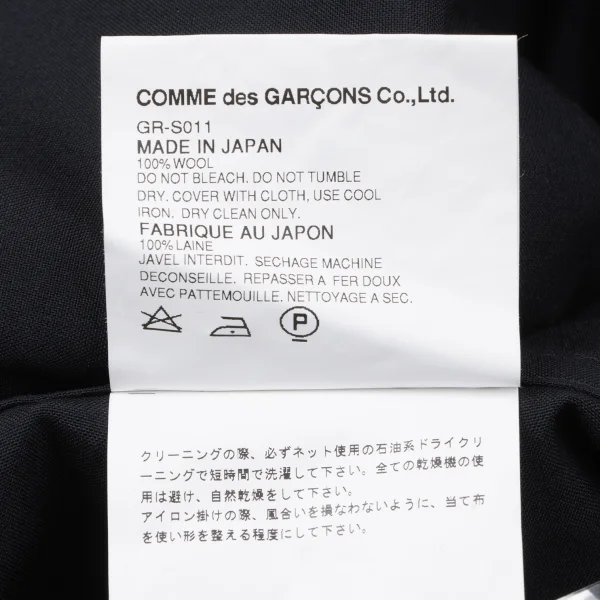 COMME des GARÇONS Co.,Ltd.
GR-S011
MADE IN JAPAN
100% WOOL
DO NOT BLEACH. DO NOT TUMBLE
DRY. COVER WITH CLOTH, USE COOL
IRON. DRY CLEAN ONLY.
FABRIQUE AU JAPON
100% LAINE
JAVEL INTERDIT. SECHAGE MACHINE
DECONSEILLE. REPASSER A FER DOUX
AVEC PATTEMOUILLE. NETTOYAGE A SEC.
P
クリーニングの際、必ずネット使用の石油系ドライクリ
ーニングで短時間で洗濯して下さい。全ての乾燥機の使
用は避け、自然乾燥をして下さい。
アイロン掛けの際、風合いを損なわないように、当て布
を使い形を整える程度にして下さい。